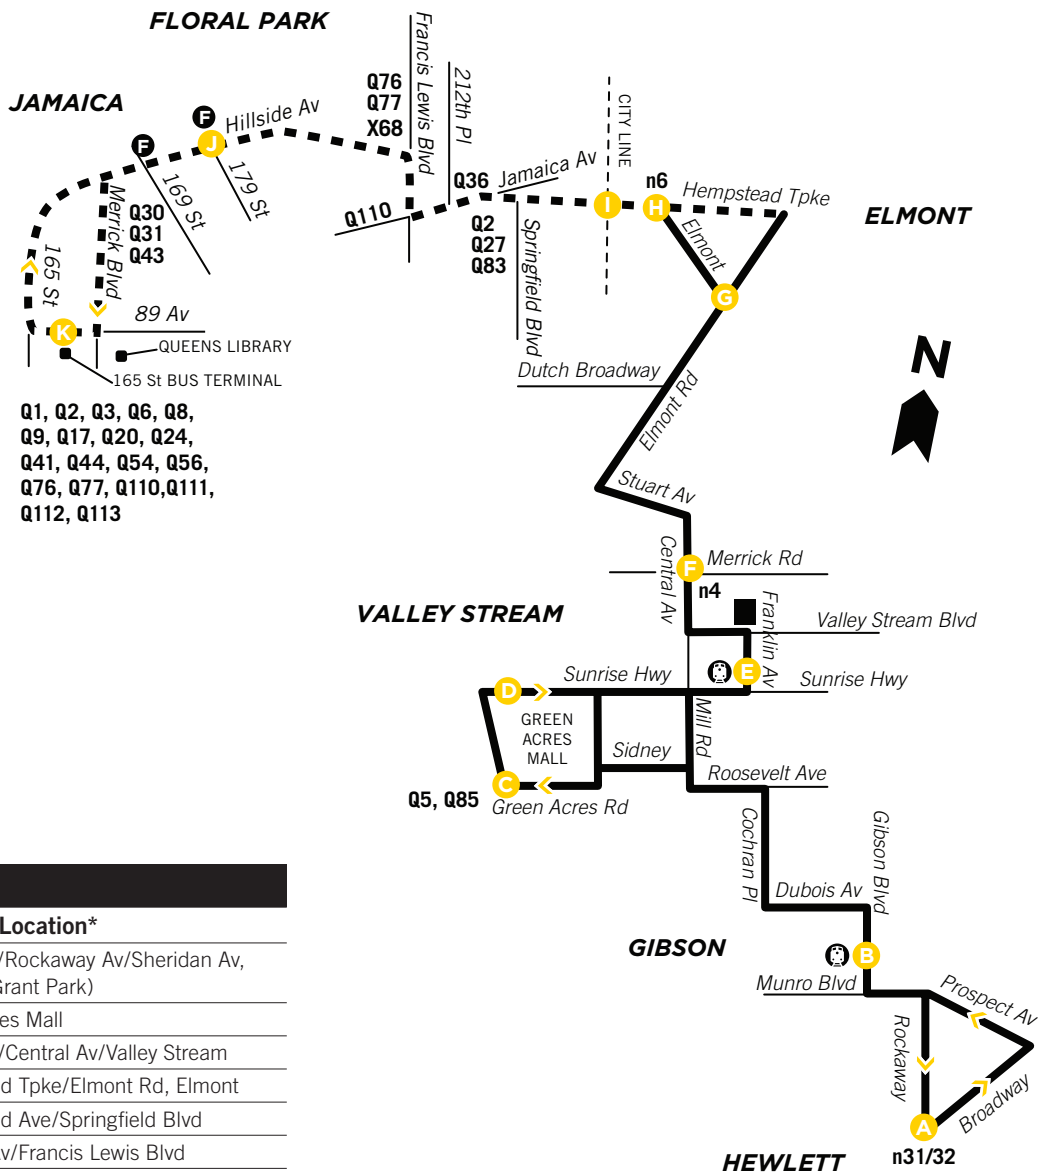 FLORAL PARK
JAMAICA
F
F
J
Hillside Av
Q76
Q77
X68
Francis Lewis Blvd
212th Pl
CITY LINE
169 St
179 St
Merrick Blvd
Q30
Q31
Q43
165 St
Q110
Q36
Jamaica Av
Q2
Q27
Q83
Springfield Blvd
I
n6
H
Hempstead Tpke
ELMONT
Elmont
G
K
89 Av
QUEENS LIBRARY
165 St BUS TERMINAL
Q1, Q2, Q3, Q6, Q8,
Q9, Q17, Q20, Q24,
Q41, Q44, Q54, Q56,
Q76, Q77, Q110,Q111,
Q112, Q113
N
Dutch Broadway
Elmont Rd
Stuart Av
Central Av
F
Merrick Rd
n4
VALLEY STREAM
Franklin Av
Valley Stream Blvd
E
Sunrise Hwy
Sunrise Hwy
D
GREEN
ACRES
MALL
Mill Rd
Sidney
Roosevelt Ave
C
Q5, Q85
Green Acres Rd
Cochran Pl
Gibson Blvd
Dubois Av
GIBSON
B
Munro Blvd
Prospect Av
Rockaway
Broadway
A
HEWLETT
n31/32
Location*
/Rockaway Av/Sheridan Av,
Grant Park)
es Mall
/Central Av/Valley Stream
d Tpke/Elmont Rd, Elmont
d Ave/Springfield Blvd
v/Francis Lewis Blvd